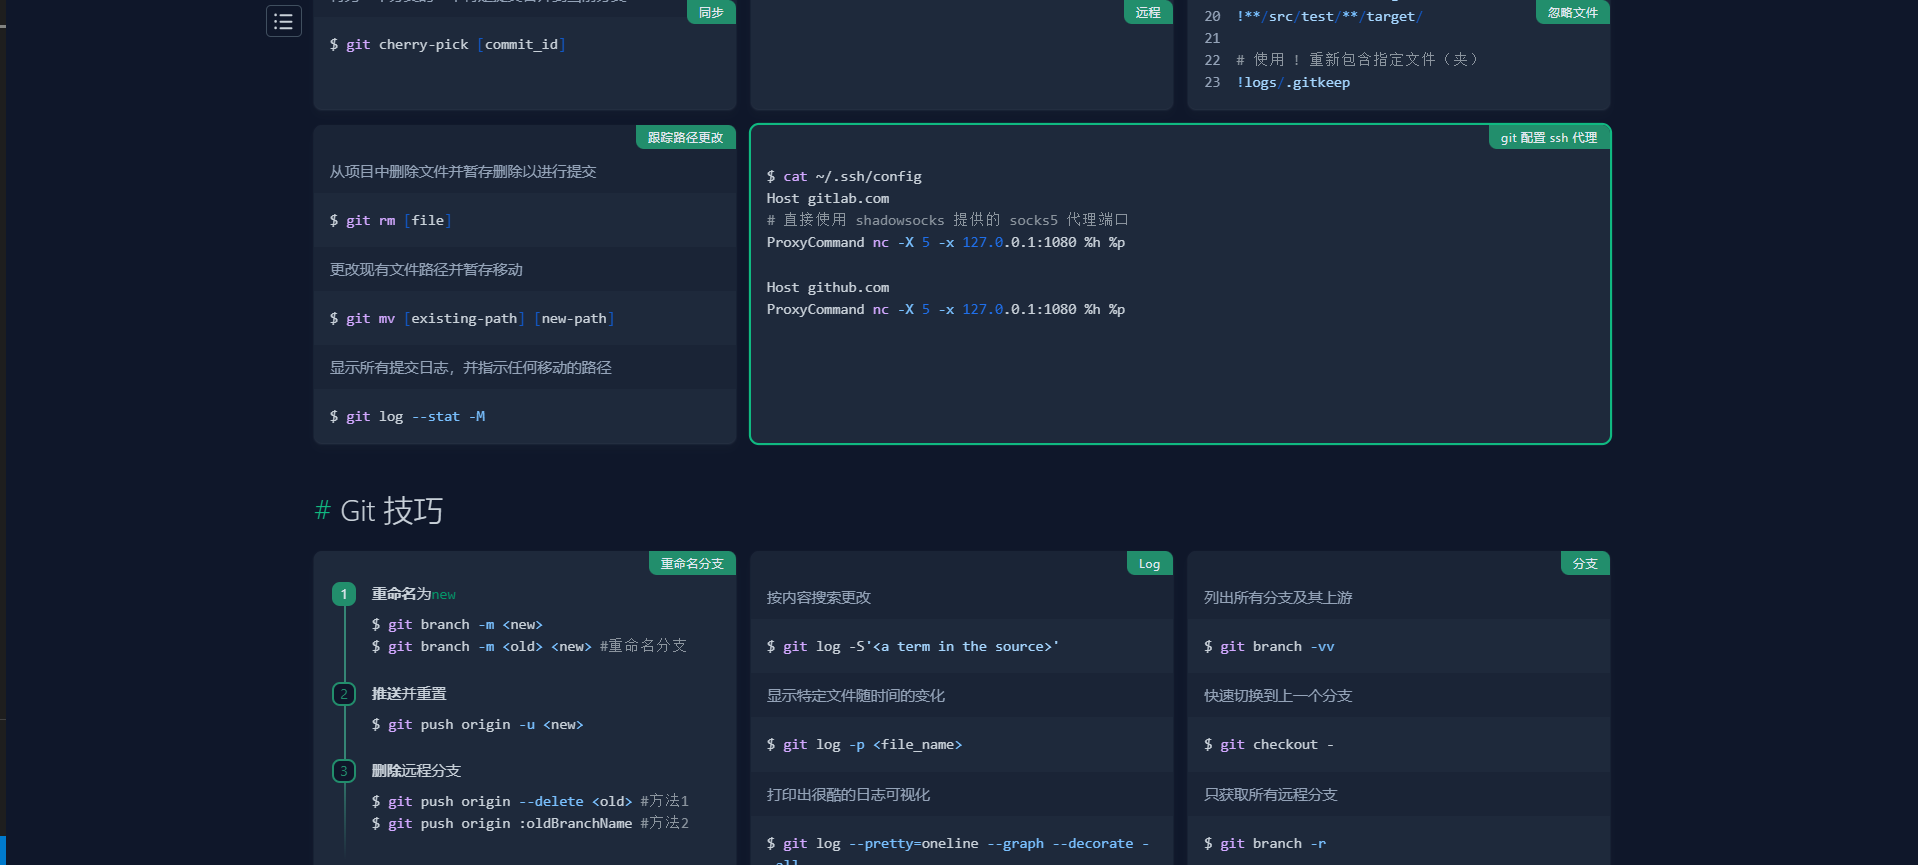 同步
$ git cherry-pick [commit_id]
远程
忽略文件
20 !**/src/test/**/target/
21
22 # 使用 ! 重新包含指定文件（夹）
23 !logs/.gitkeep
跟踪路径更改
从项目中删除文件并暂存删除以进行提交
$ git rm [file]
更改现有文件路径并暂存移动
$ git mv [existing-path] [new-path]
显示所有提交日志，并指示任何移动的路径
$ git log --stat -M
git 配置 ssh 代理
$ cat ~/.ssh/config
Host gitlab.com
# 直接使用 shadowsocks 提供的 socks5 代理端口
ProxyCommand nc -X 5 -x 127.0.0.1:1080 %h %p
Host github.com
ProxyCommand nc -X 5 -x 127.0.0.1:1080 %h %p
# Git 技巧
重命名分支
1 重命名为new
$ git branch -m <new>
$ git branch -m <old> <new> #重命名分支
2 推送并重置
$ git push origin -u <new>
3 删除远程分支
$ git push origin --delete <old> #方法1
$ git push origin :oldBranchName #方法2
Log
按内容搜索更改
$ git log -S'<a term in the source>'
显示特定文件随时间的变化
$ git log -p <file_name>
打印出很酷的日志可视化
$ git log --pretty=oneline --graph --decorate -
分支
列出所有分支及其上游
$ git branch -vv
快速切换到上一个分支
$ git checkout -
只获取所有远程分支
$ git branch -r